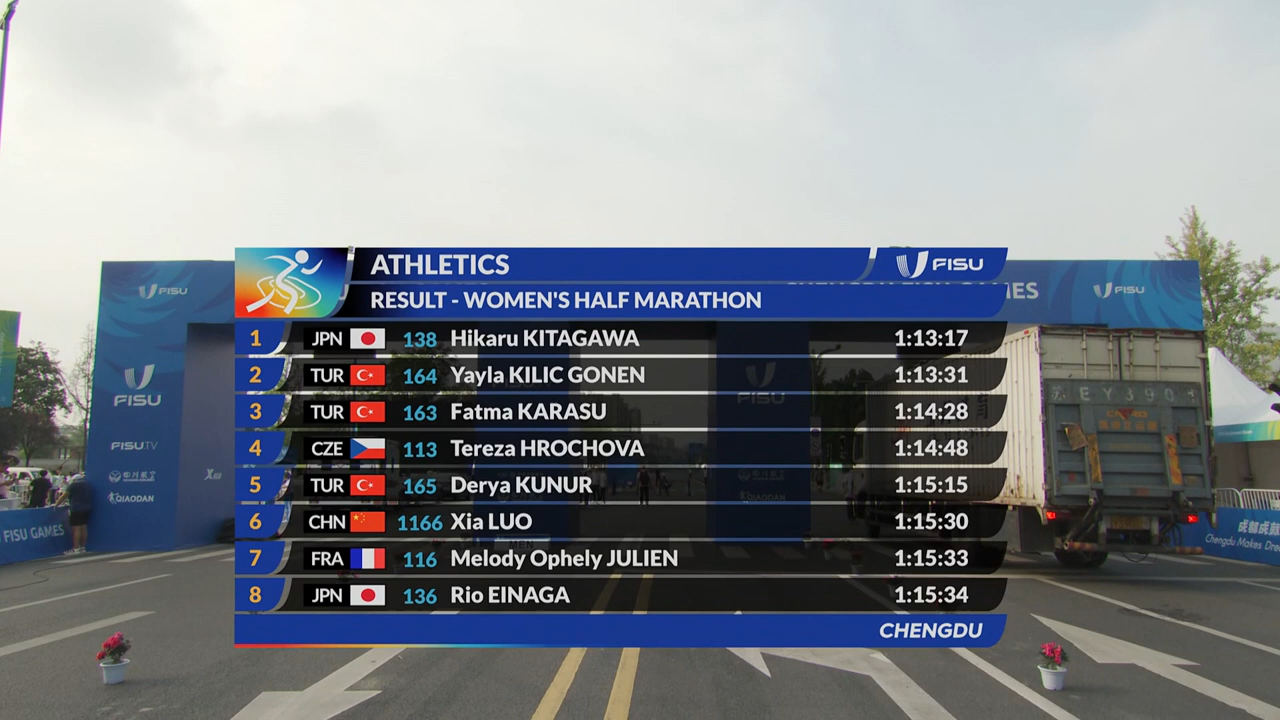 ATHLETICS
FISU
RESULT - WOMEN'S HALF MARATHON
1 JPN 138 Hikaru KITAGAWA 1:13:17
2 TUR 164 Yayla KILIC GONEN 1:13:31
3 TUR 163 Fatma KARASU 1:14:28
4 CZE 113 Tereza HROCHOVA 1:14:48
5 TUR 165 Derya KUNUR 1:15:15
6 CHN 1166 Xia LUO 1:15:30
7 FRA 116 Melody Ophely JULIEN 1:15:33
8 JPN 136 Rio EINAGA 1:15:34
CHENGDU
FISU
FISU
FISU
FISU.TV
QIAODAN
FISU GAMES
FISU
QIAODAN
Chengdu Makes